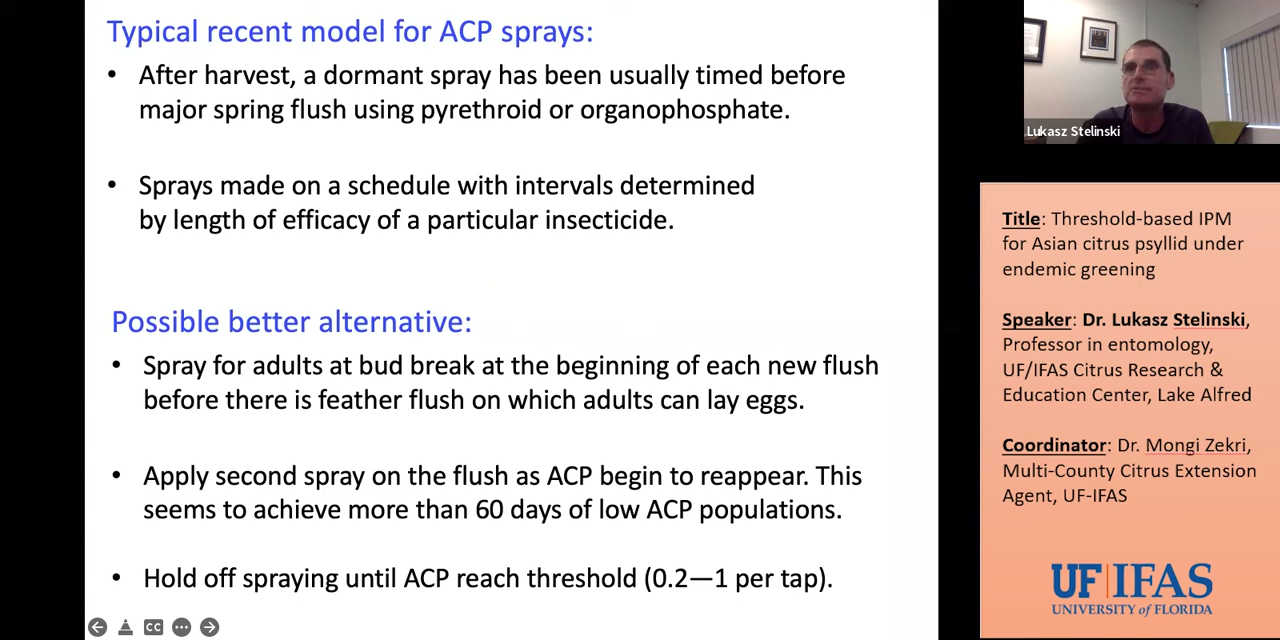 Typical recent model for ACP sprays:
• After harvest, a dormant spray has been usually timed before
major spring flush using pyrethroid or organophosphate.
• Sprays made on a schedule with intervals determined
by length of efficacy of a particular insecticide.
Possible better alternative:
• Spray for adults at bud break at the beginning of each new flush
before there is feather flush on which adults can lay eggs.
• Apply second spray on the flush as ACP begin to reappear. This
seems to achieve more than 60 days of low ACP populations.
• Hold off spraying until ACP reach threshold (0.2—1 per tap).
CC
Lukasz Stelinski
Title: Threshold-based IPM
for Asian citrus psyllid under
endemic greening
Speaker: Dr. Lukasz Stelinski,
Professor in entomology,
UF/IFAS Citrus Research &
Education Center, Lake Alfred
Coordinator: Dr. Mongi Zekri,
Multi-County Citrus Extension
Agent, UF-IFAS
UF|IFAS
UNIVERSITY of FLORIDA